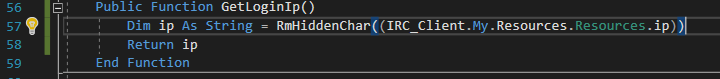 56 Public Function GetLoginIp()
57 Dim ip As String = RmHiddenChar((IRC_Client.My.Resources.Resources.ip))
58 Return ip
59 End Function